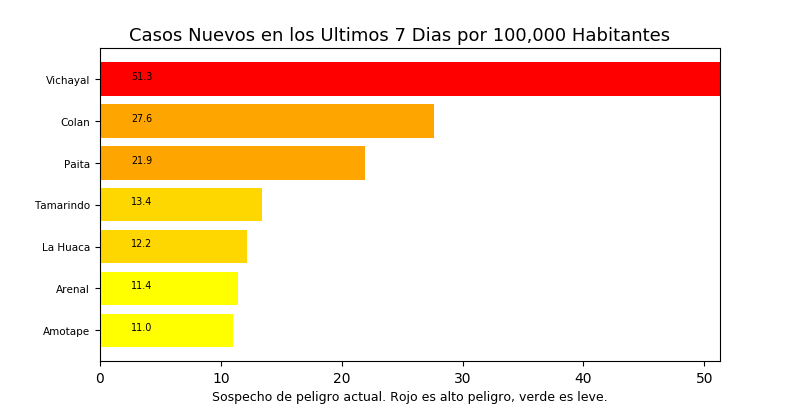 Casos Nuevos en los Ultimos 7 Dias por 100,000 Habitantes
Vichayal 51.3
Colan 27.6
Paita 21.9
Tamarindo 13.4
La Huaca 12.2
Arenal 11.4
Amotape 11.0
0 10 20 30 40 50
Sospecho de peligro actual. Rojo es alto peligro, verde es leve.